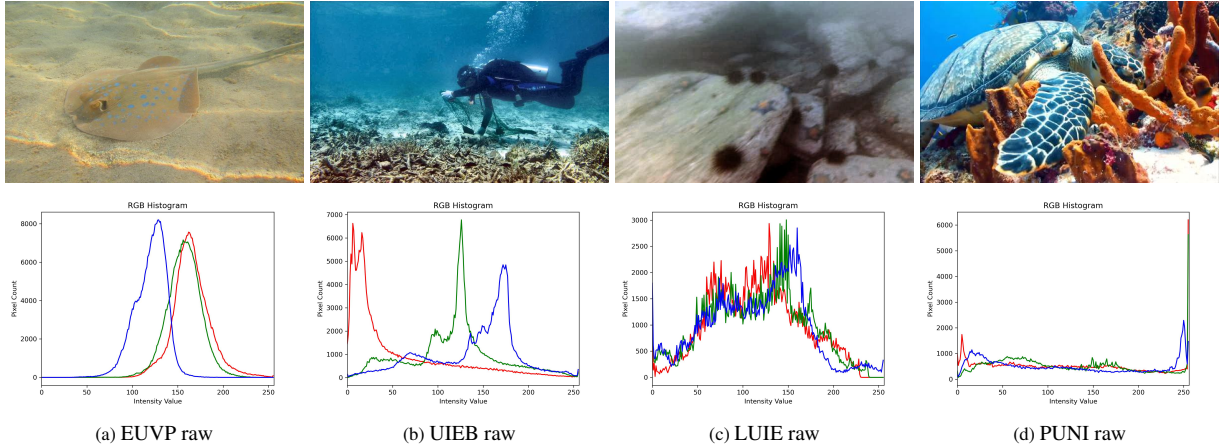 RGB Histogram
Pixel Count
8000
6000
4000
2000
0
0 50 100 150 200 250
Intensity Value
(a) EUVP raw
RGB Histogram
Pixel Count
7000
6000
5000
4000
3000
2000
1000
0
0 50 100 150 200 250
Intensity Value
(b) UIEB raw
RGB Histogram
Pixel Count
3000
2500
2000
1500
1000
500
0
0 50 100 150 200 250
Intensity Value
(c) LUIE raw
RGB Histogram
Pixel Count
6000
5000
4000
3000
2000
1000
0
0 50 100 150 200 250
Intensity Value
(d) PUNI raw